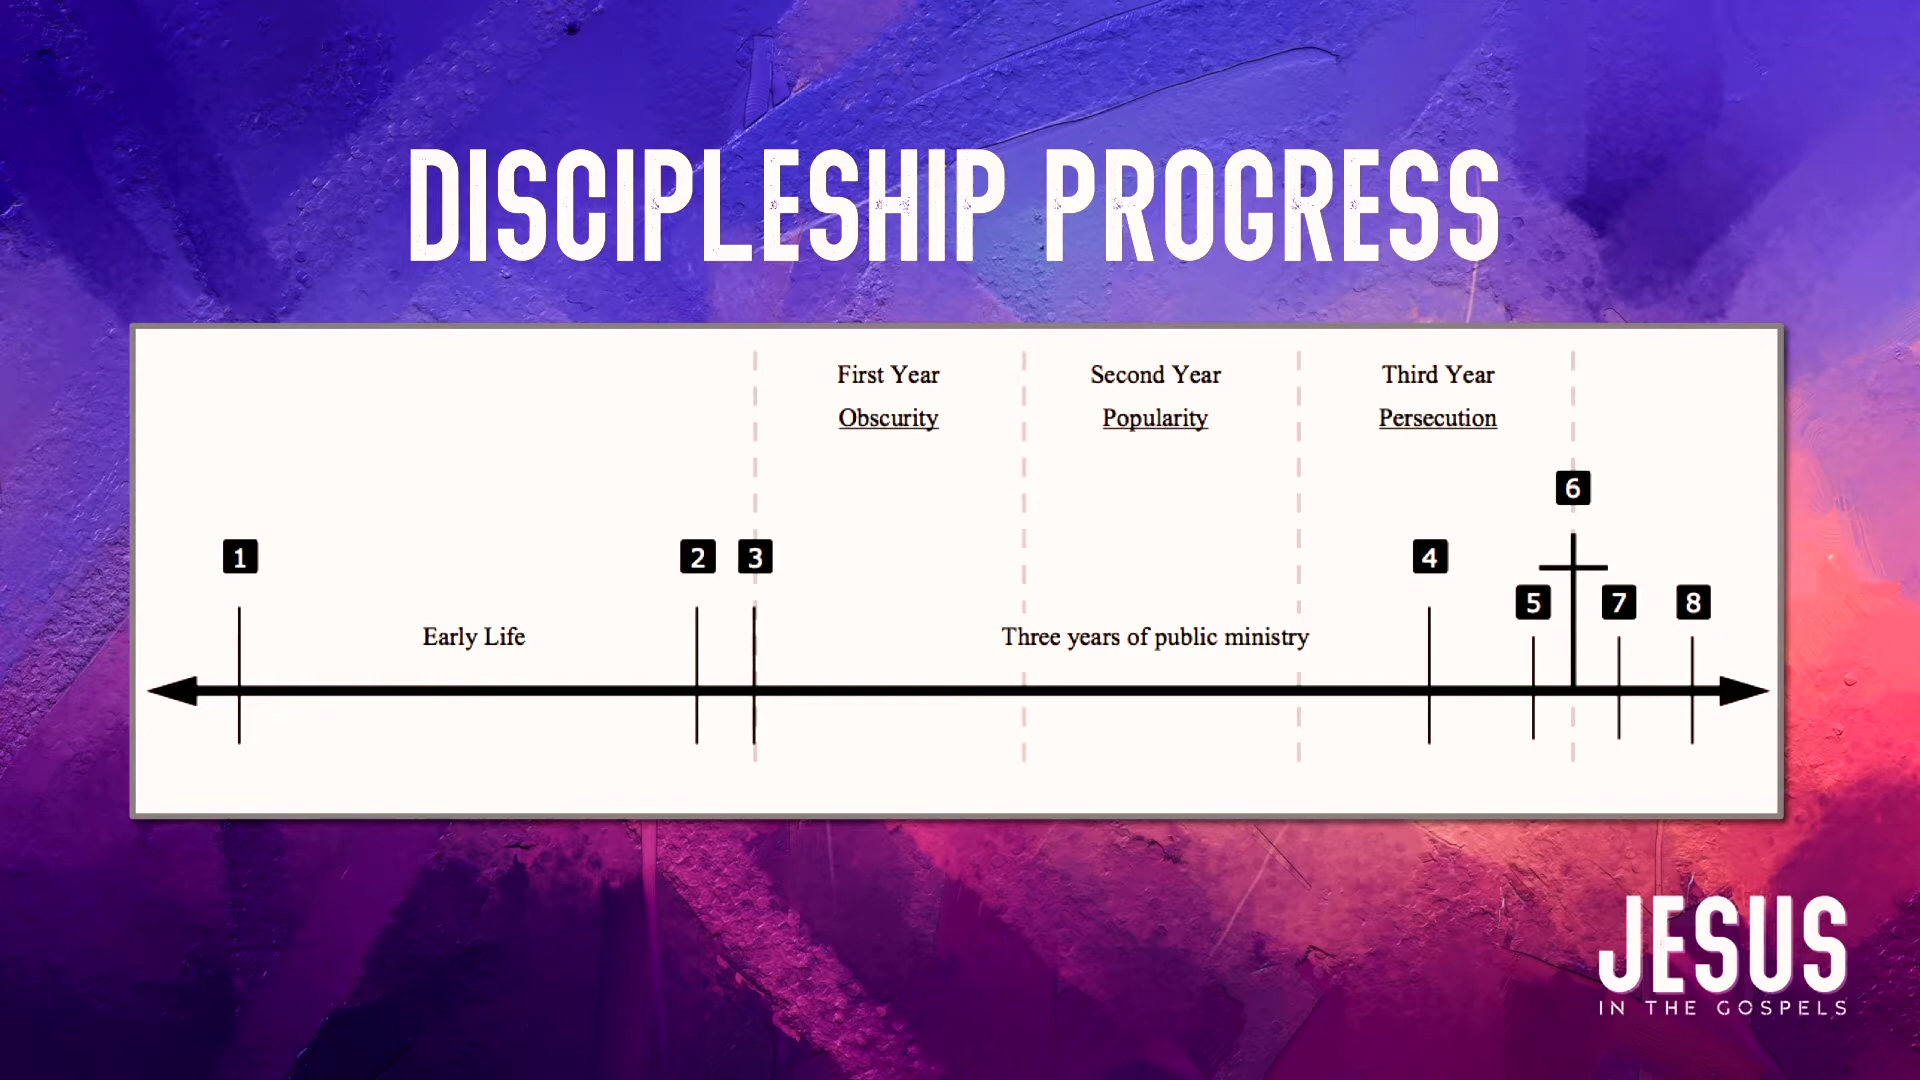 DISCIPLESHIP PROGRESS
First Year
Obscurity
Second Year
Popularity
Third Year
Persecution
6
1
2
3
4
5
7
8
Early Life
Three years of public ministry
JESUS
IN THE GOSPELS